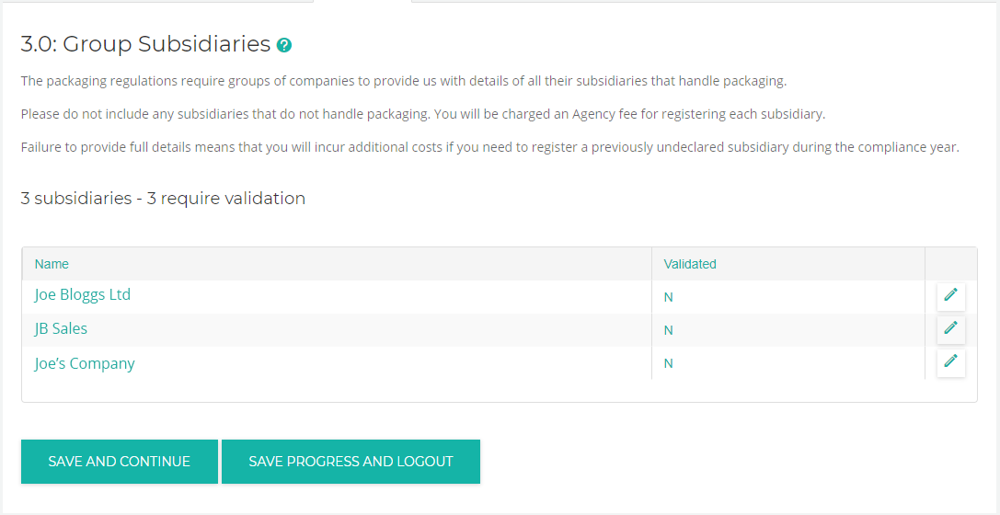 3.0: Group Subsidiaries ?
The packaging regulations require groups of companies to provide us with details of all their subsidiaries that handle packaging.
Please do not include any subsidiaries that do not handle packaging. You will be charged an Agency fee for registering each subsidiary.
Failure to provide full details means that you will incur additional costs if you need to register a previously undeclared subsidiary during the compliance year.
3 subsidiaries - 3 require validation
Name Validated
Joe Bloggs Ltd N
JB Sales N
Joe’s Company N
SAVE AND CONTINUE SAVE PROGRESS AND LOGOUT